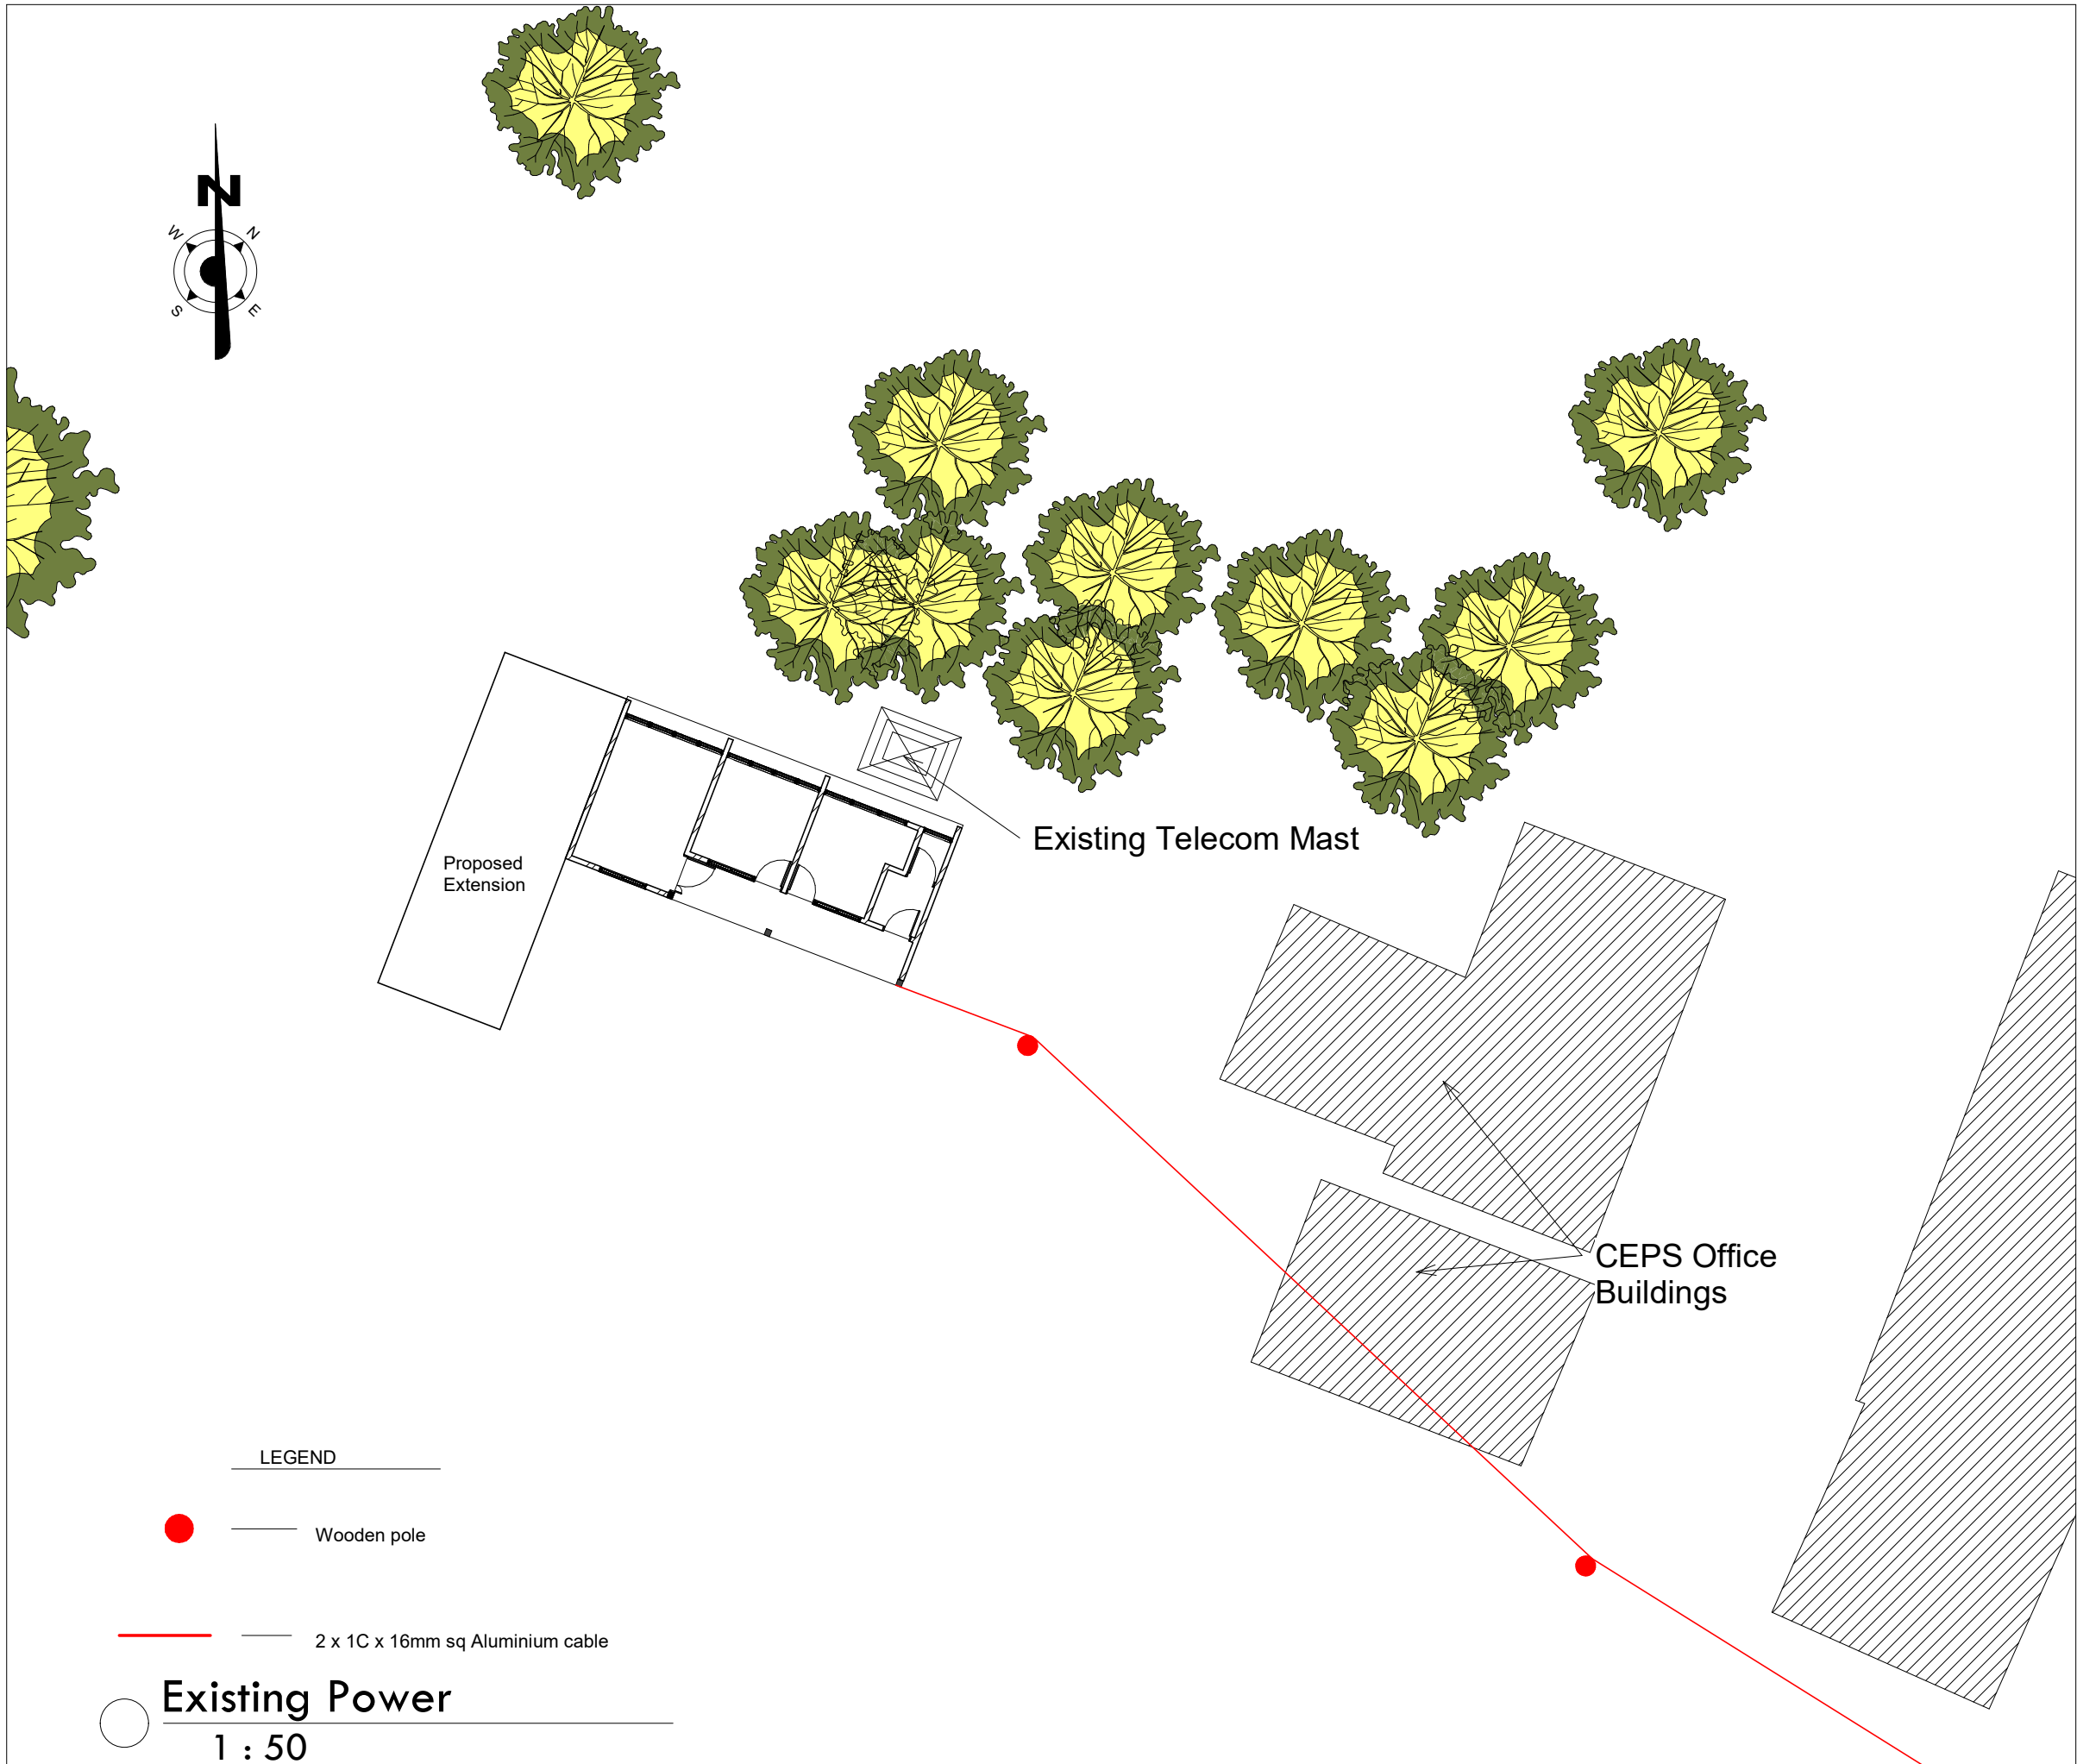 N
W
N
S
E
Existing Telecom Mast
Proposed
Extension
CEPS Office
Buildings
LEGEND
Wooden pole
2 x 1C x 16mm sq Aluminium cable
Existing Power
1 : 50